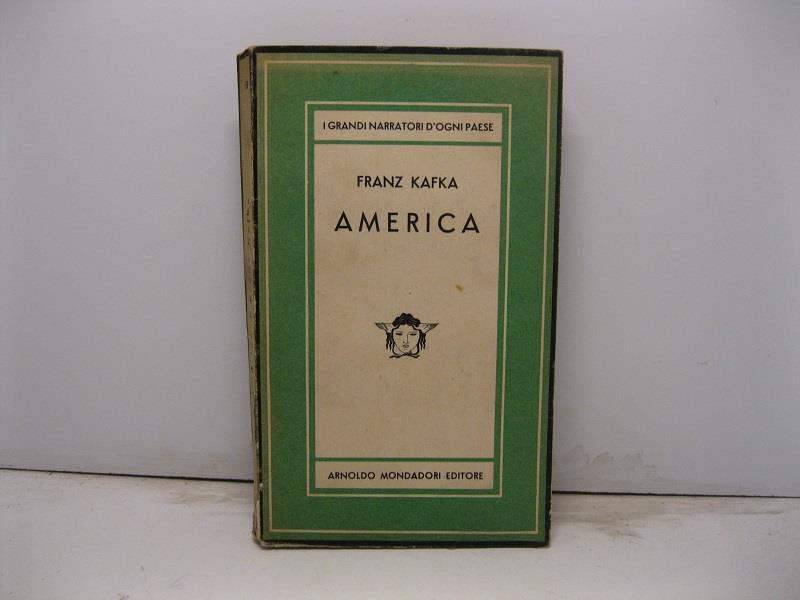 I GRANDI NARRATORI D'OGNI PAESE
FRANZ KAFKA
AMERICA
ARNOLDO MONDADORI EDITORE